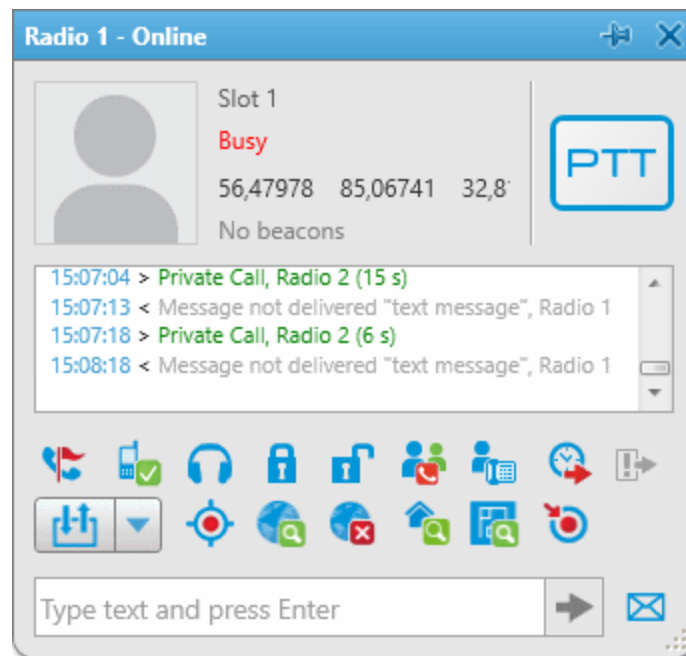 Radio 1 - Online
Slot 1
Busy
56,47978 85,06741 32,8
No beacons
PTT
15:07:04 > Private Call, Radio 2 (15 s)
15:07:13 < Message not delivered "text message", Radio 1
15:07:18 > Private Call, Radio 2 (6 s)
15:08:18 < Message not delivered "text message", Radio 1
Type text and press Enter